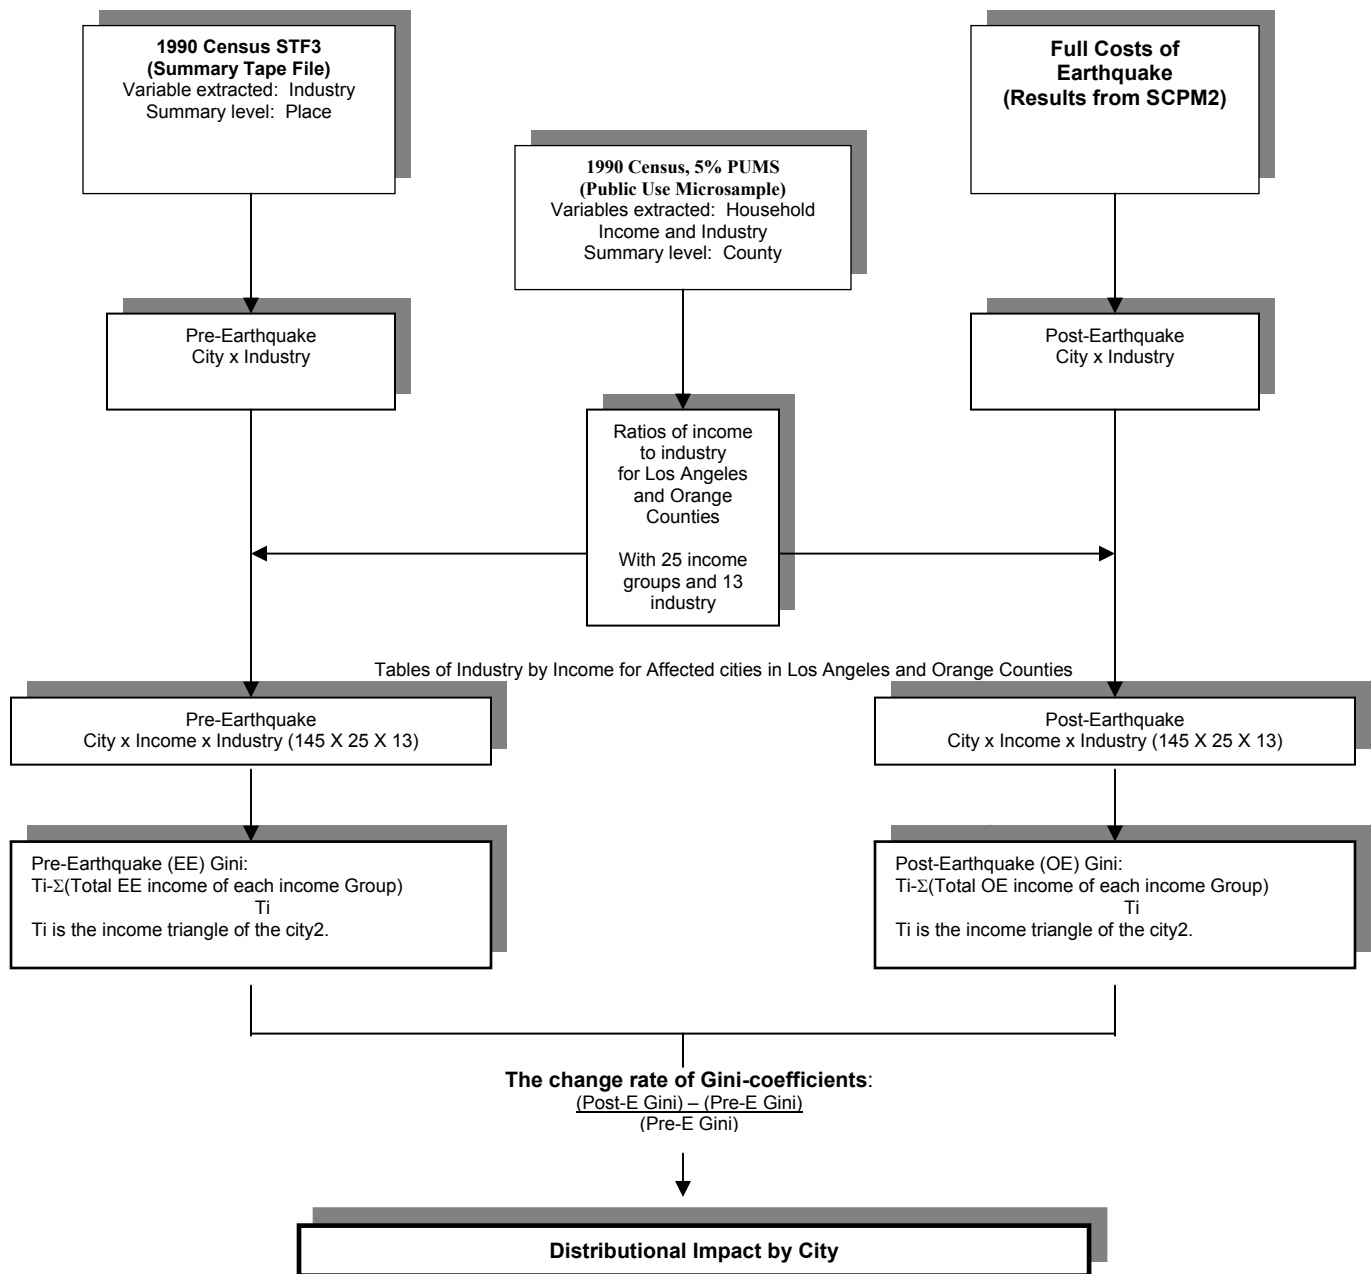 1990 Census STF3
(Summary Tape File)
Variable extracted: Industry
Summary level: Place
Full Costs of
Earthquake
(Results from SCPM2)
1990 Census, 5% PUMS
(Public Use Microsample)
Variables extracted: Household
Income and Industry
Summary level: County
Pre-Earthquake
City x Industry
Post-Earthquake
City x Industry
Ratios of income
to industry
for Los Angeles
and Orange
Counties
With 25 income
groups and 13
industry
Tables of Industry by Income for Affected cities in Los Angeles and Orange Counties
Pre-Earthquake
City x Income x Industry (145 X 25 X 13)
Post-Earthquake
City x Income x Industry (145 X 25 X 13)
Pre-Earthquake (EE) Gini:
Ti-Σ(Total EE income of each income Group)
Ti
Ti is the income triangle of the city2.
Post-Earthquake (OE) Gini:
Ti-Σ(Total OE income of each income Group)
Ti
Ti is the income triangle of the city2.
The change rate of Gini-coefficients:
(Post-E Gini) – (Pre-E Gini)
(Pre-E Gini)
Distributional Impact by City